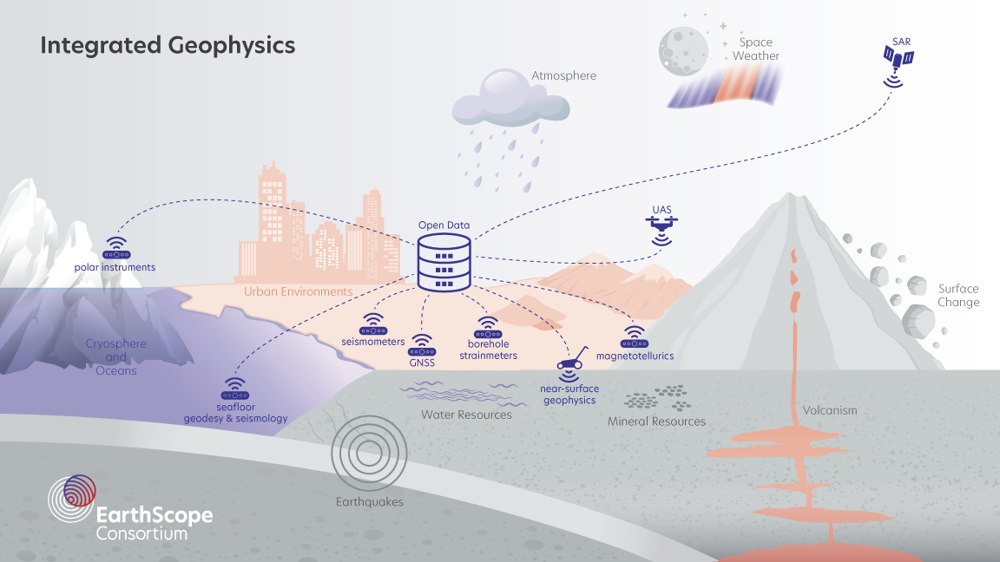 Integrated Geophysics
Atmosphere
Space
Weather
SAR
UAS
Open Data
polar instruments
Urban Environments
Surface
Change
Cryosphere
and
Oceans
seismometers
GNSS
borehole
strainmeters
magnetotellurics
near-surface
geophysics
seafloor
geodesy & seismology
Water Resources
Mineral Resources
Volcanism
Earthquakes
EarthScope
Consortium